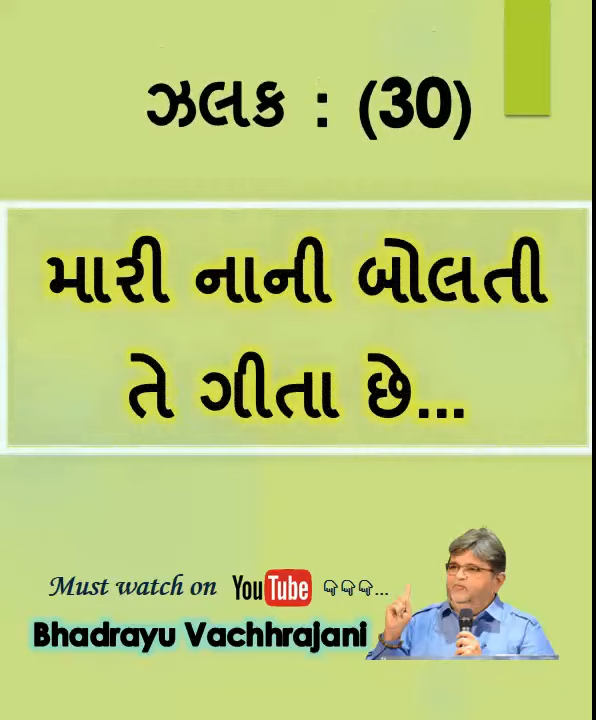 ઝલક : (30)
મારી નાની બોલતી
તે ગીતા છે...
Must watch on YouTube 👇👇👇...
Bhadrayu Vachhrajani